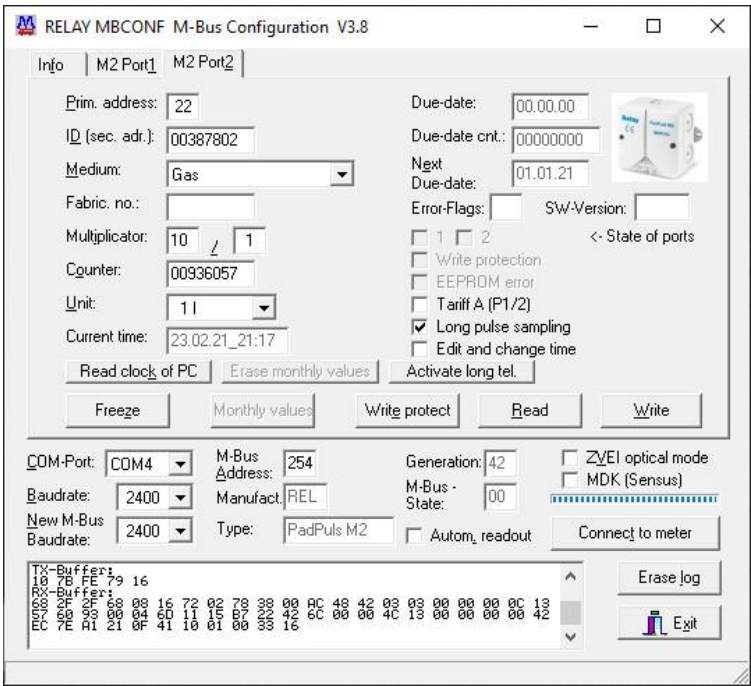 RELAY MBCONF M-Bus Configuration V3.8
Info M2 Port1 M2 Port2
Prim. address: 22 Due-date: 00.00.00
ID (sec. adr.): 00387802 Due-date cnt.: 00000000
Medium: Gas Next Due-date: 01.01.21
Fabric. no.: Error-Flags: SW-Version:
Multiplicator: 10 / 1 1 2 <- State of ports
Write protection
Counter: 00936057 EEPROM error
Unit: 1 l Tariff A (P1/2)
Long pulse sampling
Current time: 23.02.21_21:17 Edit and change time
Read clock of PC Erase monthly values Activate long tel.
Freeze Monthly values Write protect Read Write
COM-Port: COM4 M-Bus Address: 254 Generation: 42 ZVEI optical mode
MDK (Sensus)
Baudrate: 2400 Manufact. REL M-Bus - State: 00
New M-Bus Baudrate: 2400 Type: PadPuls M2 Autom. readout Connect to meter
TX-Buffer:
10 7B FE 79 16
RX-Buffer:
68 2F 2F 68 08 16 72 02 78 38 00 AC 48 42 03 03 00 00 00 0C 13
57 60 93 00 04 6D 11 15 B7 22 42 6C 00 00 4C 13 00 00 00 00 42
EC 7E A1 21 0F 41 10 01 00 33 16
Erase log
Exit